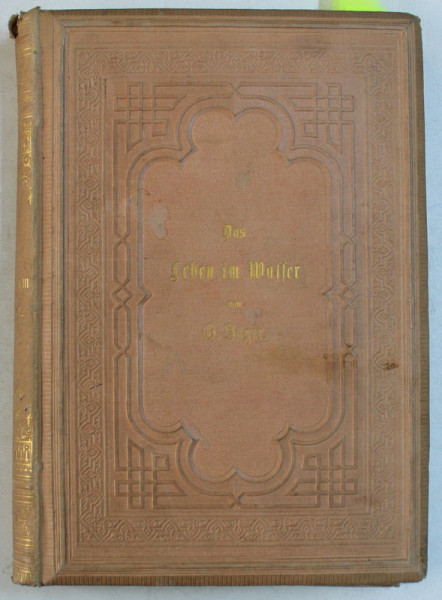 Das
Leben im Wasser
von
G. Jäger